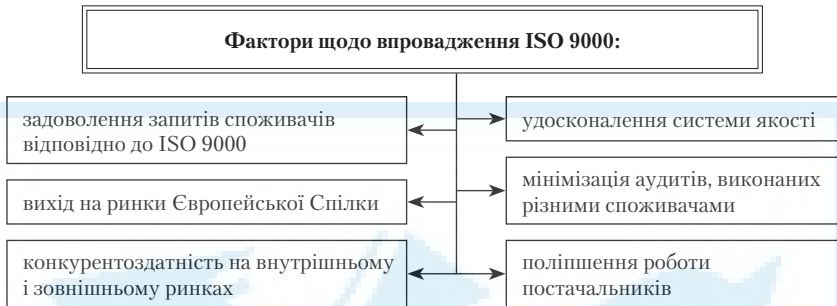 Фактори щодо впровадження ISO 9000:
задоволення запитів споживачів
відповідно до ISO 9000
вихід на ринки Європейської Спілки
конкурентоздатність на внутрішньому
і зовнішньому ринках
удосконалення системи якості
мінімізація аудитів, виконаних
різними споживачами
поліпшення роботи
постачальників